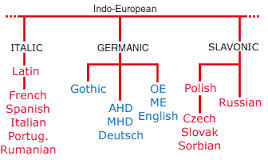 Indo-European
ITALIC
GERMANIC
SLAVONIC
Latin
French
Spanish
Italian
Portug.
Rumanian
Gothic
AHD
MHD
Deutsch
OE
ME
English
Polish
Czech
Slovak
Sorbian
Russian